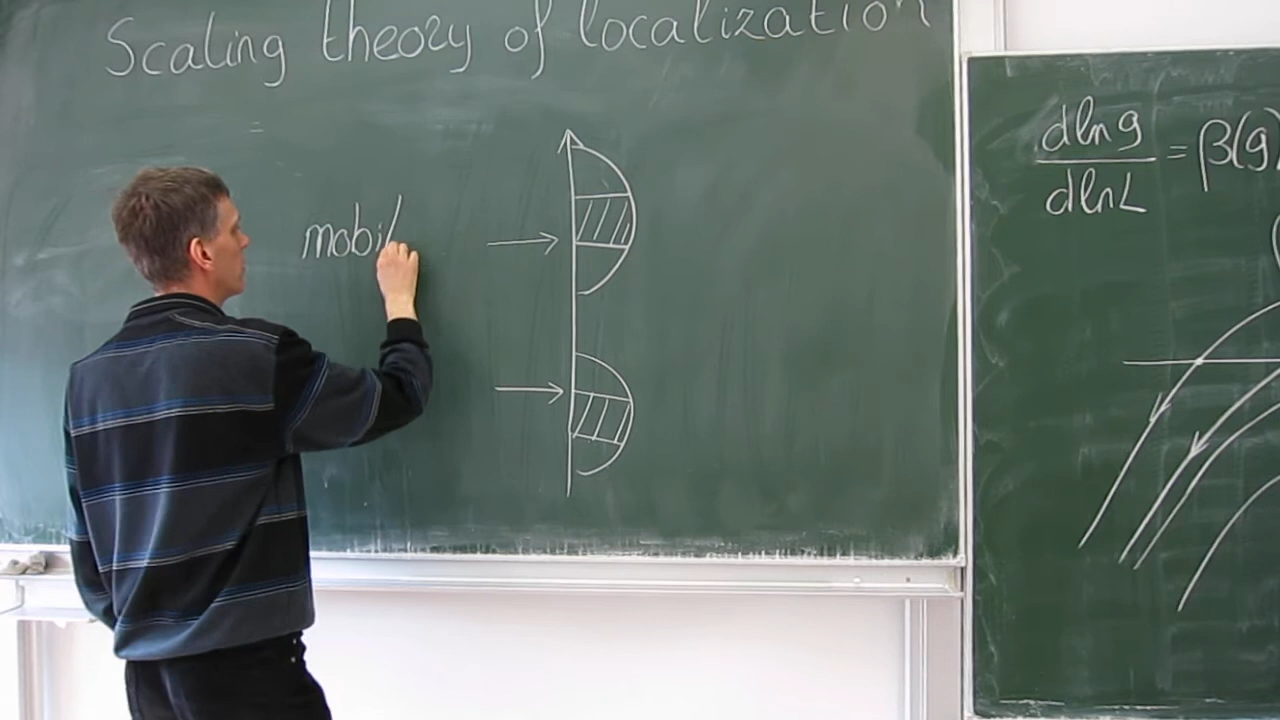 Scaling theory of localization
mobil
dlng
dlnL
= β(g)